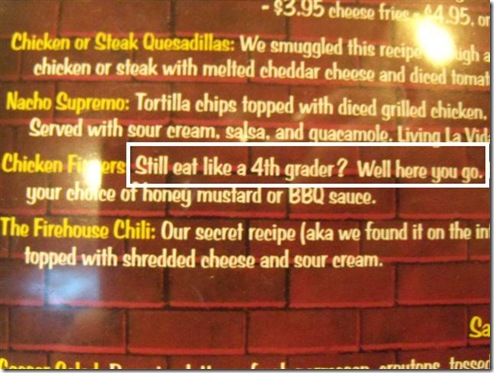 - $3.95 cheese fries - $4.95, or
Chicken or Steak Quesadillas: We smuggled this recipe
chicken or steak with melted cheddar cheese and diced
Nacho Supremo: Tortilla chips topped with diced grilled chicken,
Served with sour cream, salsa, and guacamole. Living La
Chicken Fingers: Still eat like a 4th grader? Well here you go.
your choice of honey mustard or BBQ sauce.
The Firehouse Chili: Our secret recipe (aka we found it on the
topped with shredded cheese and sour cream.